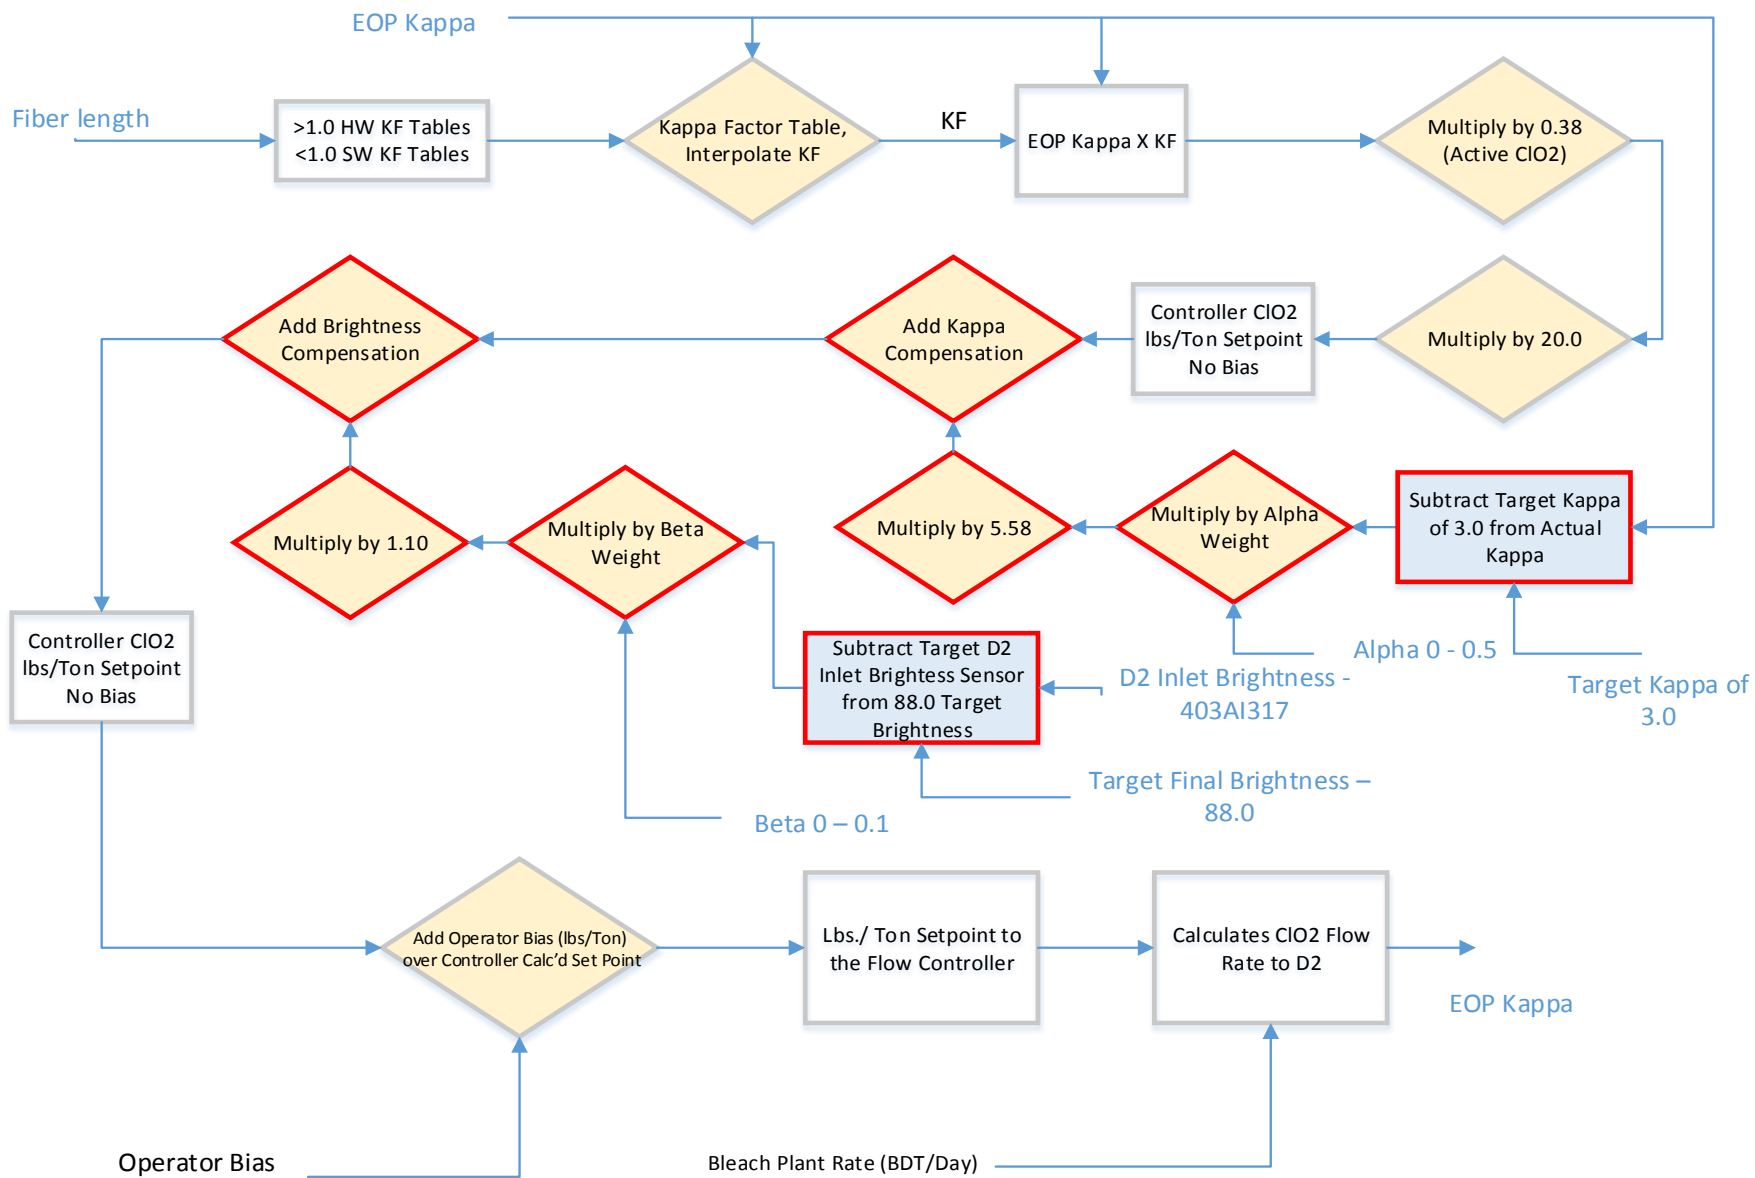 EOP Kappa
Fiber length
>1.0 HW KF Tables
<1.0 SW KF Tables
Kappa Factor Table,
Interpolate KF
KF
EOP Kappa X KF
Multiply by 0.38
(Active ClO2)
Add Brightness
Compensation
Add Kappa
Compensation
Controller ClO2
lbs/Ton Setpoint
No Bias
Multiply by 20.0
Multiply by 1.10
Multiply by Beta
Weight
Multiply by 5.58
Multiply by Alpha
Weight
Subtract Target Kappa
of 3.0 from Actual
Kappa
Controller ClO2
lbs/Ton Setpoint
No Bias
Subtract Target D2
Inlet Brightess Sensor
from 88.0 Target
Brightness
D2 Inlet Brightness -
403AI317
Alpha 0 - 0.5
Target Kappa of
3.0
Target Final Brightness –
88.0
Beta 0 – 0.1
Add Operator Bias (lbs/Ton)
over Controller Calc’d Set Point
Lbs./ Ton Setpoint to
the Flow Controller
Calculates ClO2 Flow
Rate to D2
EOP Kappa
Operator Bias
Bleach Plant Rate (BDT/Day)